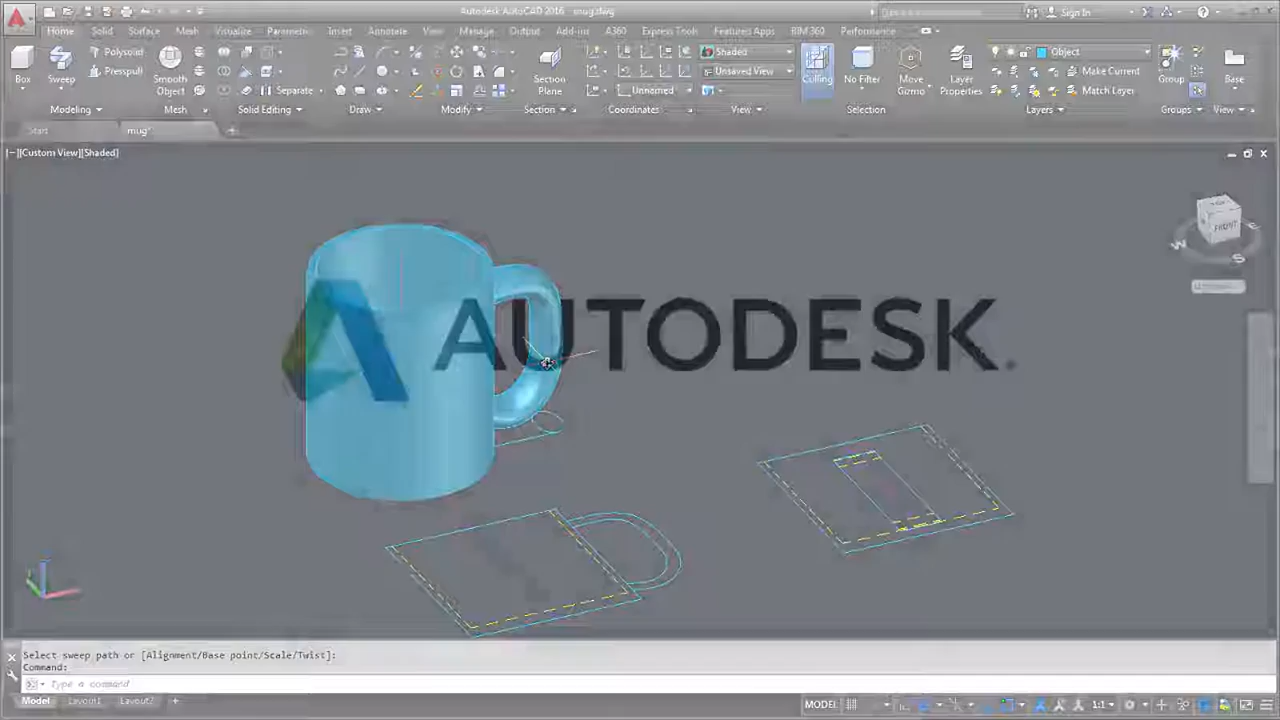 Autodesk AutoCAD 2016 mug.dwg
Sign In
Home Solid Surface Mesh Visualize Parametric Insert Annotate View Manage Output Add-ins A360 Express Tools Featured Apps BIM 360 Performance
Polysolid
Presspull
Box
Sweep
Smooth
Object
Separate
Section
Plane
Shaded
Unsaved View
Unnamed
Culling
No Filter
Move
Gizmo
Layer
Properties
Object
Make Current
Match Layer
Group
Base
Modeling
Mesh
Solid Editing
Draw
Modify
Section
Coordinates
View
Selection
Layers
Groups
View
Start
mug*
[−][Custom View][Shaded]
FRONT
W
S
E
AUTODESK.
Select sweep path or [Alignment/Base point/Scale/Twist]:
Command:
Type a command
Model Layout1 Layout2 +
MODEL
1:1